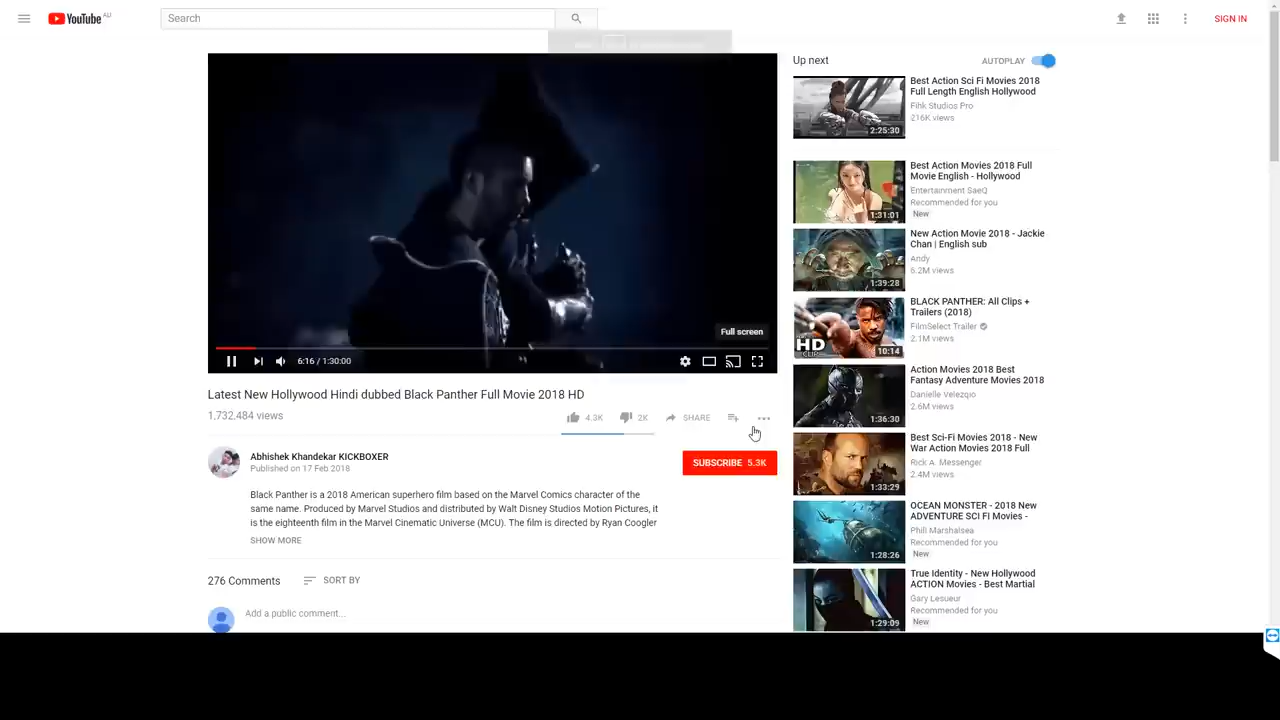 YouTube AU
Search
SIGN IN
Full screen
6:16 / 1:30:00
Latest New Hollywood Hindi dubbed Black Panther Full Movie 2018 HD
1,732,484 views
4.3K
2K
SHARE
Abhishek Khandekar KICKBOXER
Published on 17 Feb 2018
SUBSCRIBE 5.3K
Black Panther is a 2018 American superhero film based on the Marvel Comics character of the
same name. Produced by Marvel Studios and distributed by Walt Disney Studios Motion Pictures, it
is the eighteenth film in the Marvel Cinematic Universe (MCU). The film is directed by Ryan Coogler
SHOW MORE
276 Comments
SORT BY
Add a public comment...
Up next
AUTOPLAY
2:25:30
Best Action Sci Fi Movies 2018
Full Length English Hollywood
Fihk Studios Pro
216K views
1:31:01
Best Action Movies 2018 Full
Movie English - Hollywood
Entertainment SaeQ
Recommended for you
New
1:39:28
New Action Movie 2018 - Jackie
Chan | English sub
Andy
6.2M views
HD
CLIP
10:14
BLACK PANTHER: All Clips +
Trailers (2018)
FilmSelect Trailer
2.1M views
1:36:30
Action Movies 2018 Best
Fantasy Adventure Movies 2018
Danielle Velezqio
2.6M views
1:33:29
Best Sci-Fi Movies 2018 - New
War Action Movies 2018 Full
Rick A. Messenger
2.4M views
1:28:26
OCEAN MONSTER - 2018 New
ADVENTURE SCI FI Movies -
Phill Marshalsea
Recommended for you
New
1:29:09
True Identity - New Hollywood
ACTION Movies - Best Martial
Gary Lesueur
Recommended for you
New